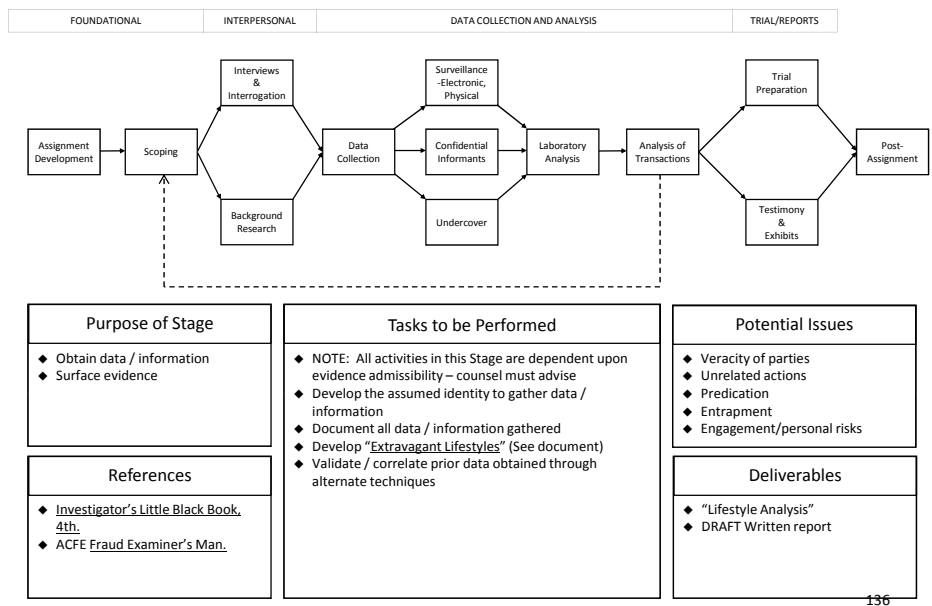 FOUNDATIONAL
INTERPERSONAL
DATA COLLECTION AND ANALYSIS
TRIAL/REPORTS
Interviews
&
Interrogation
Surveillance
-Electronic,
Physical
Trial
Preparation
Assignment
Development
Scoping
Data
Collection
Confidential
Informants
Laboratory
Analysis
Analysis of
Transactions
Post-
Assignment
Background
Research
Undercover
Testimony
&
Exhibits
Purpose of Stage
◆ Obtain data / information
◆ Surface evidence
References
◆ Investigator's Little Black Book,
4th.
◆ ACFE Fraud Examiner's Man.
Tasks to be Performed
◆ NOTE:  All activities in this Stage are dependent upon
evidence admissibility – counsel must advise
◆ Develop the assumed identity to gather data /
information
◆ Document all data / information gathered
◆ Develop “Extravagant Lifestyles” (See document)
◆ Validate / correlate prior data obtained through
alternate techniques
Potential Issues
◆ Veracity of parties
◆ Unrelated actions
◆ Predication
◆ Entrapment
◆ Engagement/personal risks
Deliverables
◆ “Lifestyle Analysis”
◆ DRAFT Written report
136